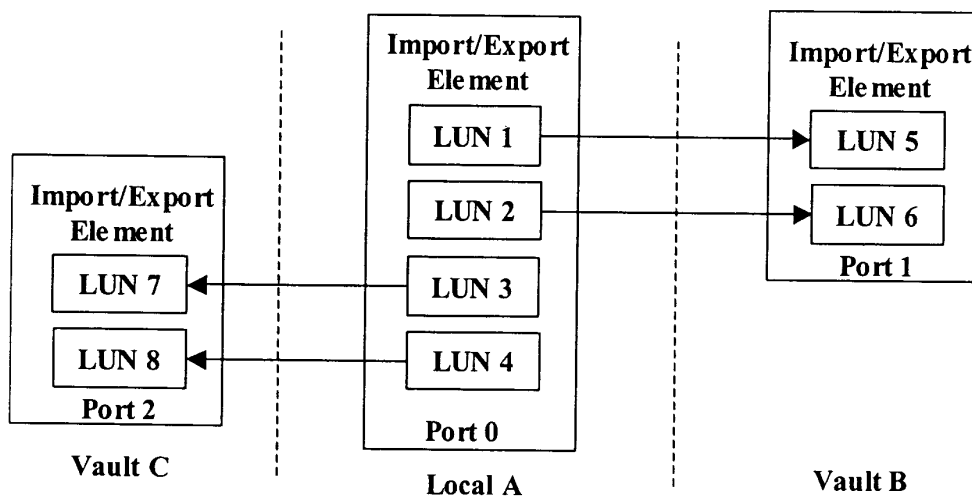 Import/Export
Element
LUN 7
LUN 8
Port 2
Vault C
Import/Export
Element
LUN 1
LUN 2
LUN 3
LUN 4
Port 0
Local A
Import/Export
Element
LUN 5
LUN 6
Port 1
Vault B